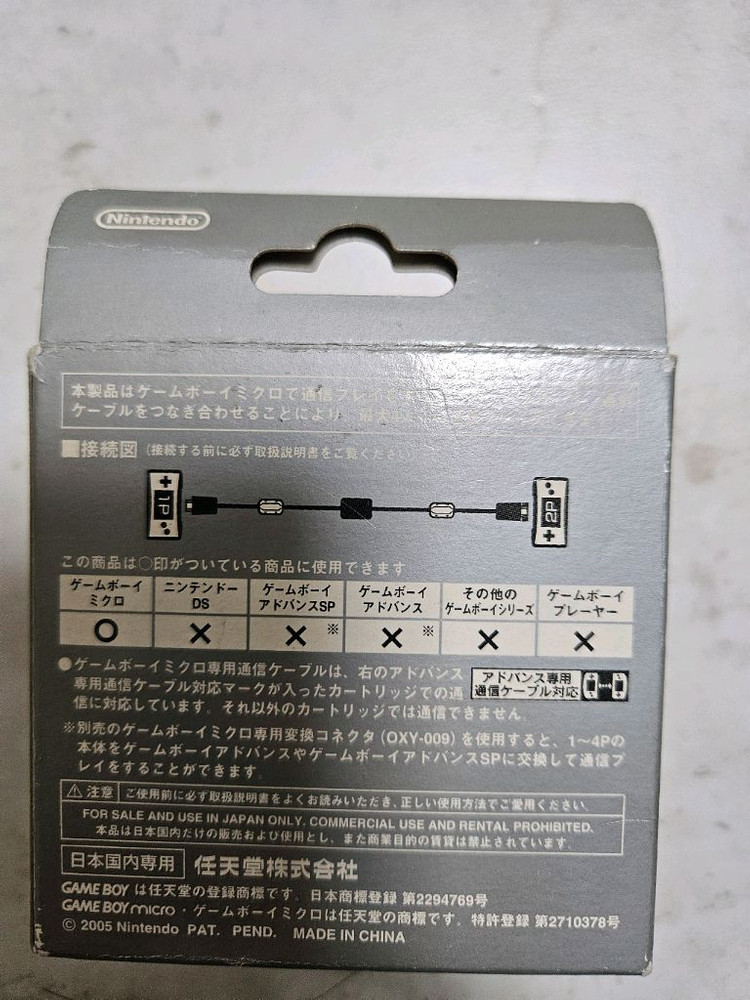 Nintendo
本製品はゲームボーイミクロで通信プレイ
ケーブルをつなぎ合わせることにより 最大
■接続図 (接続する前に必ず取扱説明書をご覧ください
1P
2P
この商品は○印がついている商品に使用できます
ゲームボーイミクロ ニンテンドーDS ゲームボーイアドバンスSP ゲームボーイアドバンス その他のゲームボーイシリーズ ゲームボーイプレーヤー
○ × ×※ ×※ × ×
●ゲームボーイミクロ専用通信ケーブルは、右のアドバンス
専用通信ケーブル対応マークが入ったカートリッジでの通
信に対応しています。それ以外のカートリッジでは通信できません。
アドバンス専用
通信ケーブル対応
※別売のゲームボーイミクロ専用変換コネクタ(OXY-009)を使用すると、1〜4Pの
本体をゲームボーイアドバンスやゲームボーイアドバンスSPに交換して通信プ
レイをすることができます。
⚠注意 ご使用前に必ず取扱説明書をよくお読みいただき、正しい使用方法でご愛用ください。
FOR SALE AND USE IN JAPAN ONLY. COMMERCIAL USE AND RENTAL PROHIBITED.
本品は日本国内だけの販売および使用とし、また商業目的の賃貸は禁止されています。
日本国内専用 任天堂株式会社
GAME BOY は任天堂の登録商標です。日本商標登録 第2294769号
GAME BOY micro・ゲームボーイミクロは任天堂の商標です。特許登録 第2710378号
© 2005 Nintendo PAT. PEND. MADE IN CHINA